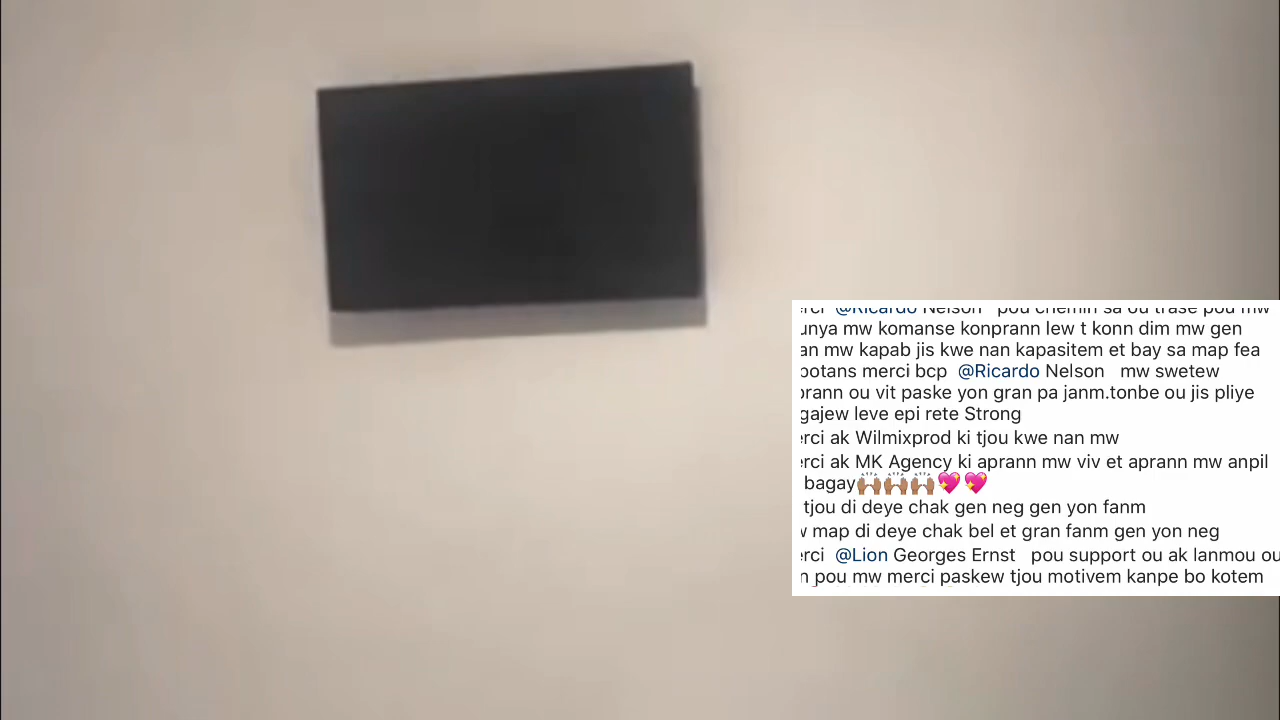 @Ricardo Nelson pou chemin sa ou trase pou mw
mw komanse konprann lew t konn dim mw gen
mw kapab jis kwe nan kapasitem et bay sa map fea
merci bcp @Ricardo Nelson mw swetew
ou vit paske yon gran pa janm.tonbe ou jis pliye
leve epi rete Strong
ak Wilmixprod ki tjou kwe nan mw
ak MK Agency ki aprann mw viv et aprann mw anpil
bagay🙌🏽🙌🏽🙌🏽💖💖
tjou di deye chak gen neg gen yon fanm
map di deye chak bel et gran fanm gen yon neg
@Lion Georges Ernst pou support ou ak lanmou ou
pou mw merci paskew tjou motivem kanpe bo kotem